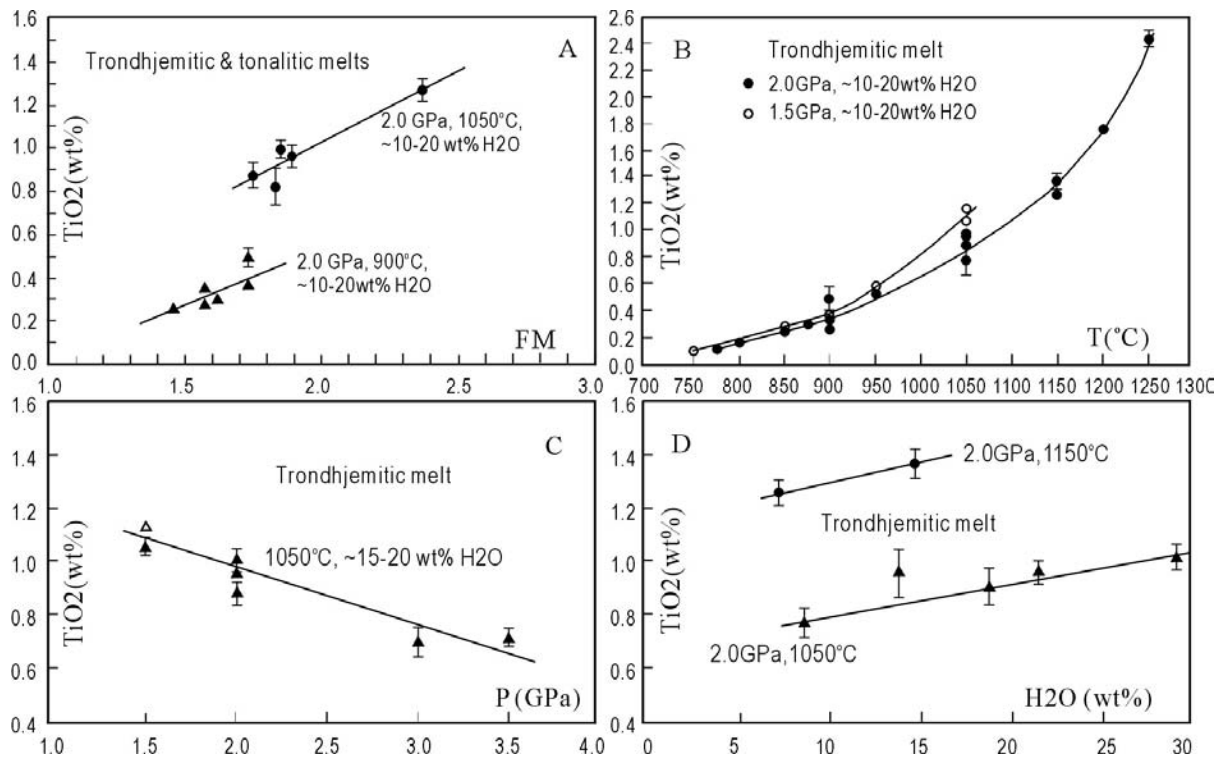 1.6
1.4
1.2
1.0
0.8
0.6
0.4
0.2
0.0
TiO2(wt%)
A
Trondhjemitic & tonalitic melts
2.0 GPa, 1050°C,
~10-20 wt% H2O
2.0 GPa, 900°C,
~10-20wt% H2O
FM
1.0 1.5 2.0 2.5 3.0
2.6
2.4
2.2
2.0
1.8
1.6
1.4
1.2
1.0
0.8
0.6
0.4
0.2
0
TiO2(wt%)
B
Trondhjemitic melt
2.0GPa, ~10-20wt% H2O
1.5GPa, ~10-20wt% H2O
T(°C)
700 750 800 850 900 950 1000 1050 1100 1150 1200 1250 1300
1.6
1.4
1.2
1.0
0.8
0.6
0.4
TiO2(wt%)
C
Trondhjemitic melt
1050°C, ~15-20 wt% H2O
P (GPa)
1.0 1.5 2.0 2.5 3.0 3.5 4.0
1.6
1.4
1.2
1.0
0.8
0.6
0.4
TiO2(wt%)
D
2.0GPa,1150°C
Trondhjemitic melt
2.0GPa,1050°C
H2O (wt%)
0 5 10 15 20 25 30